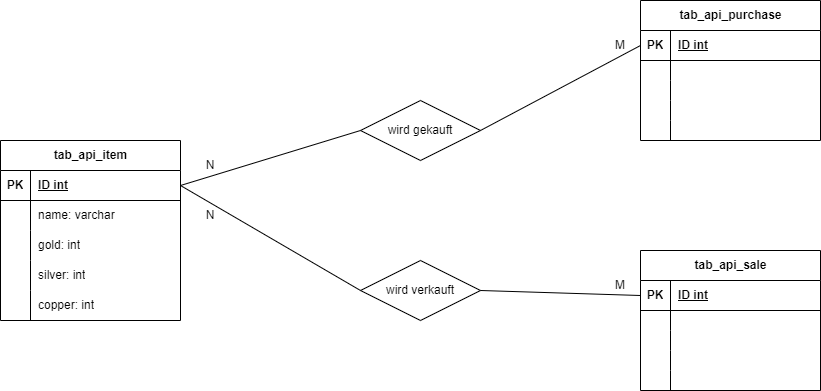 tab_api_purchase
M
PK ID int
wird gekauft
tab_api_item
N
PK ID int
N
name: varchar
gold: int
silver: int
copper: int
tab_api_sale
wird verkauft
M
PK ID int